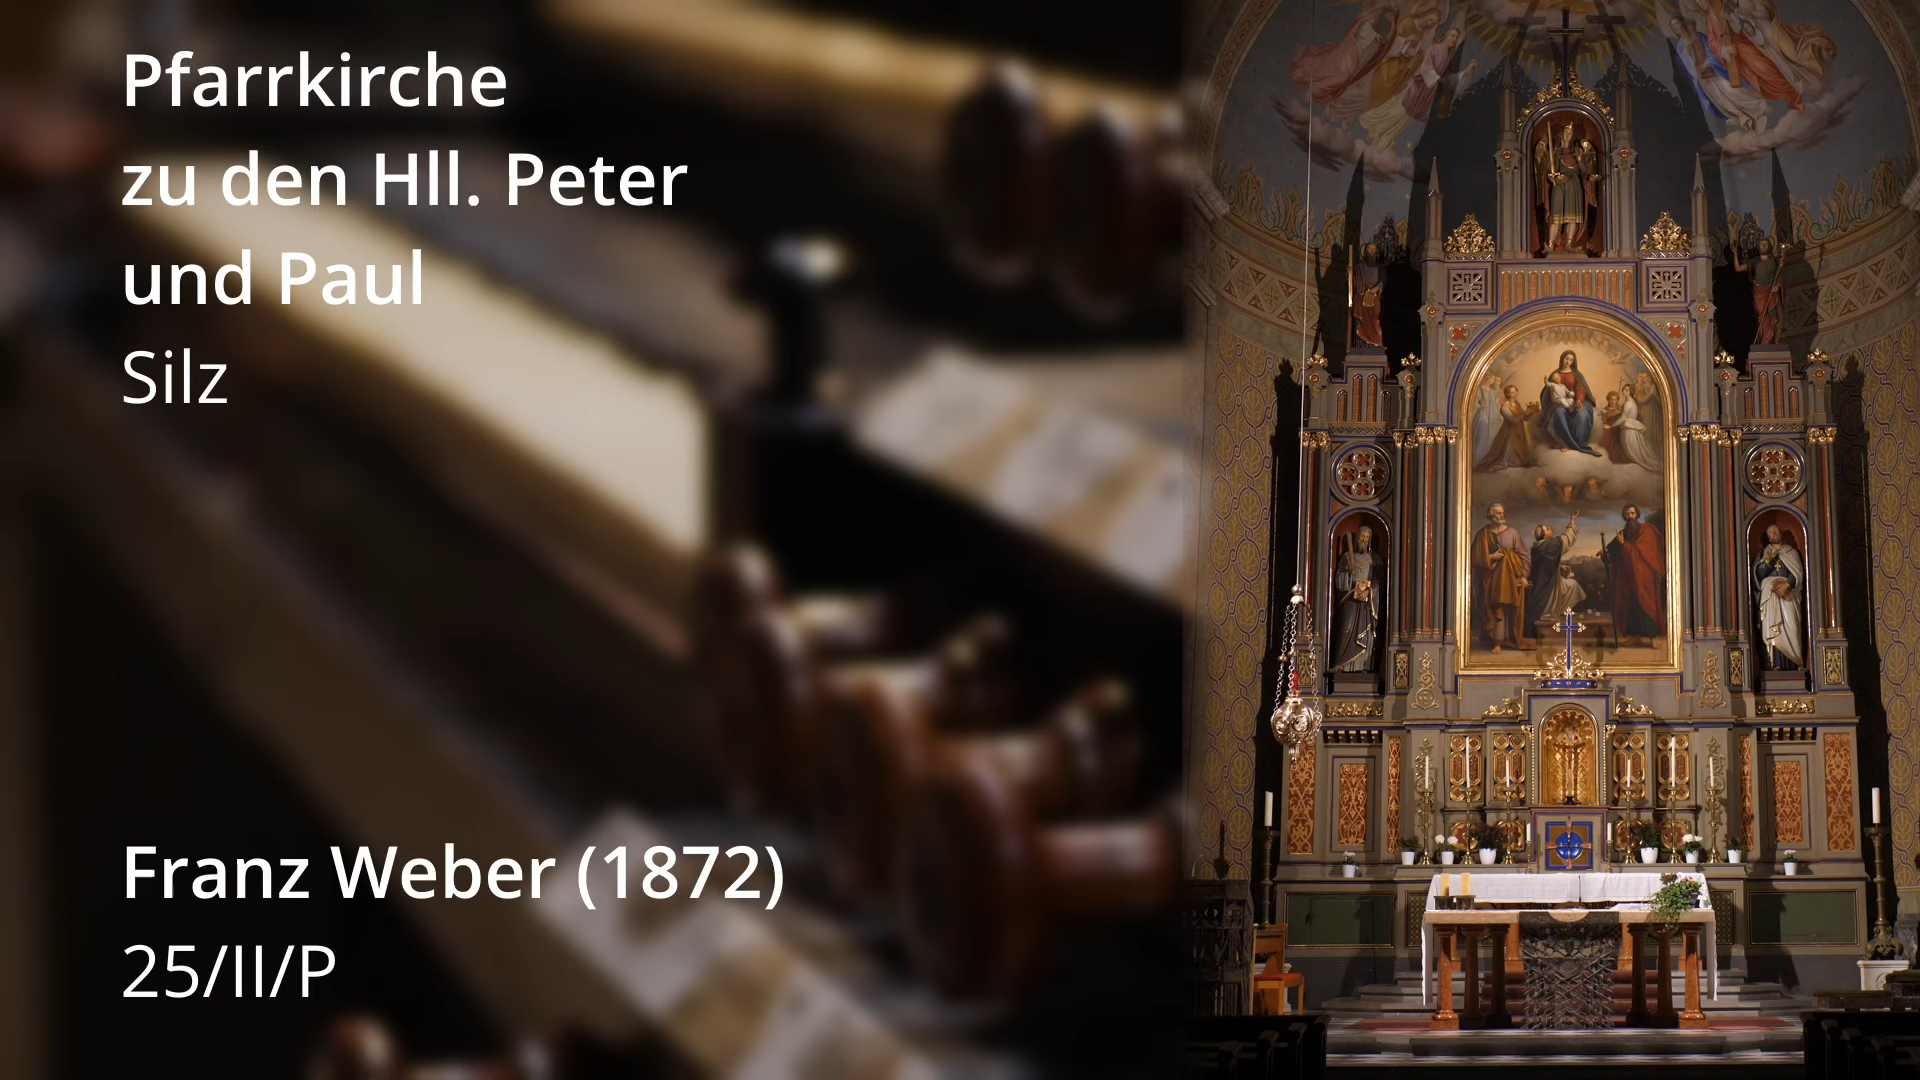 Pfarrkirche
zu den Hll. Peter
und Paul
Silz
Franz Weber (1872)
25/II/P